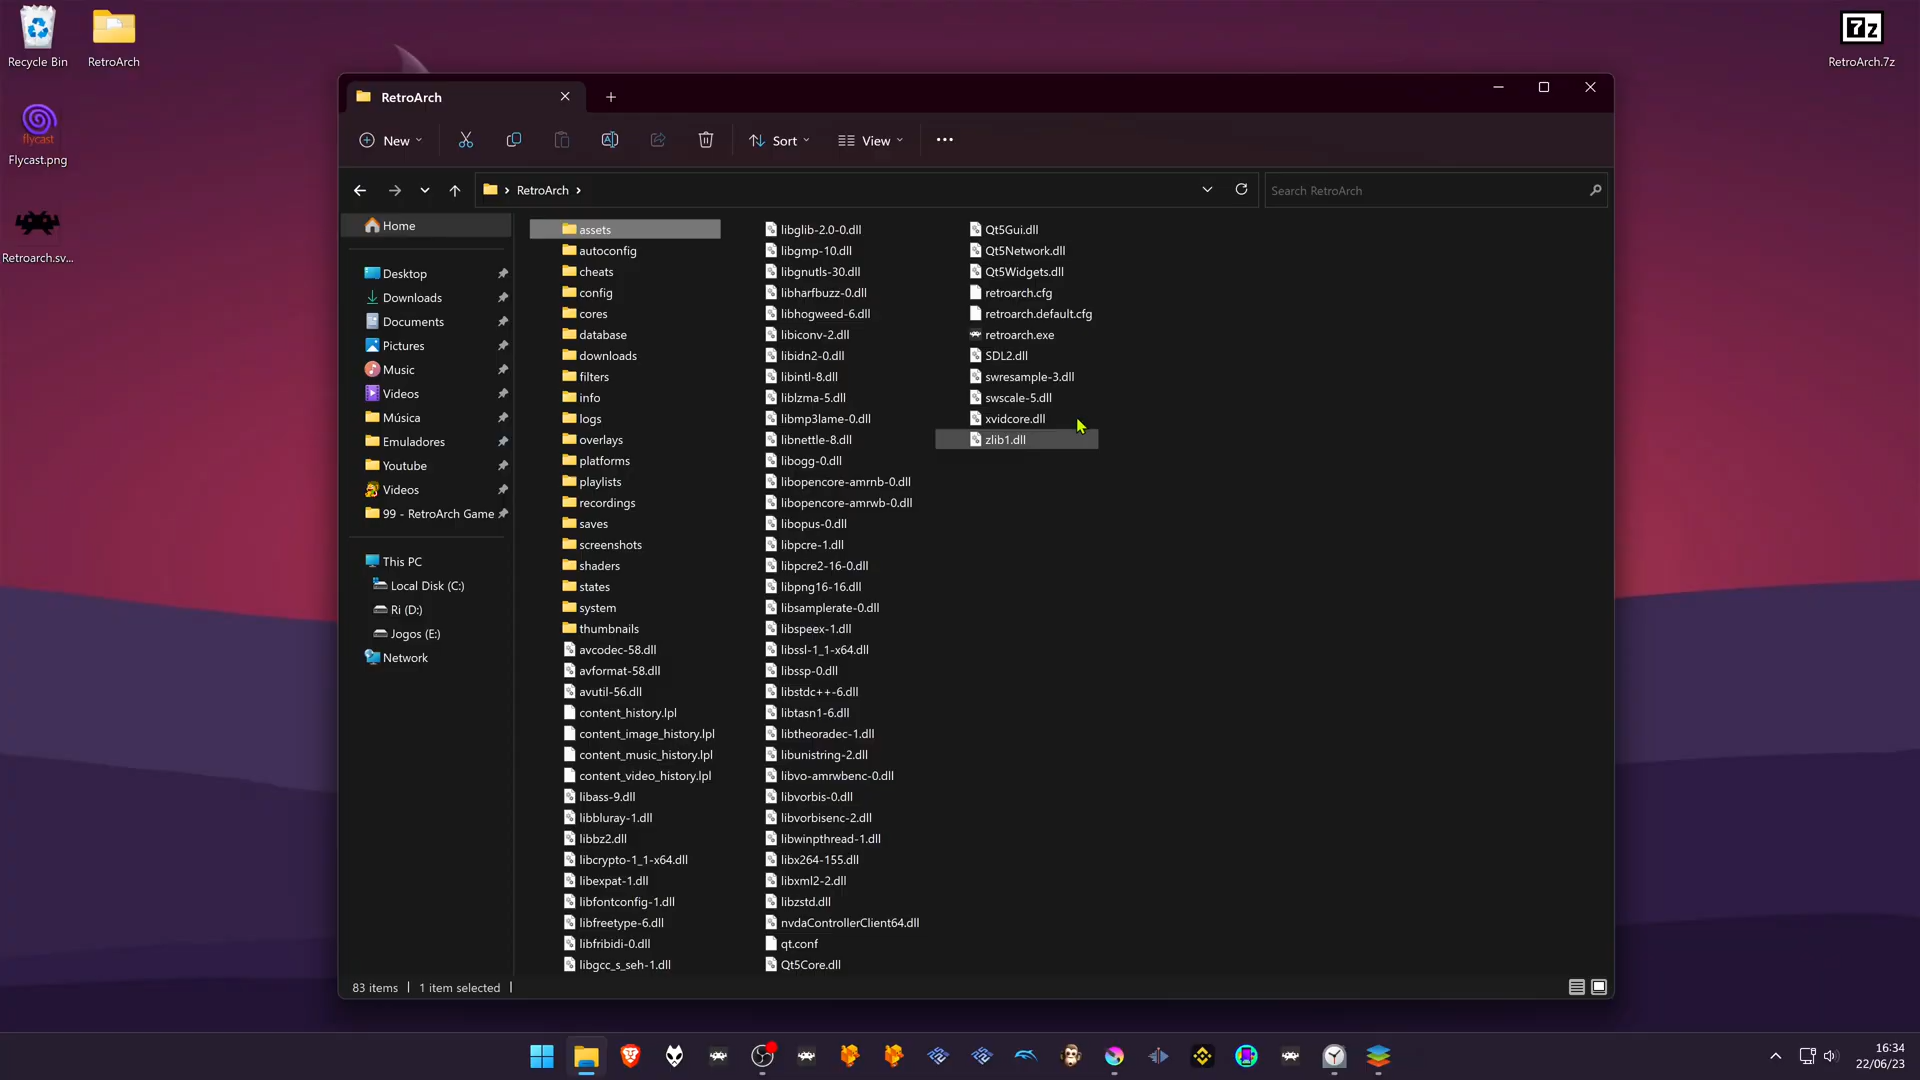 Recycle Bin
RetroArch
flycast
Flycast.png
Retroarch.sv...
7z
RetroArch.7z
RetroArch
New
Sort
View
RetroArch
Search RetroArch
Home
Desktop
Downloads
Documents
Pictures
Music
Videos
Música
Emuladores
Youtube
Videos
99 - RetroArch Game
This PC
Local Disk (C:)
Ri (D:)
Jogos (E:)
Network
assets
autoconfig
cheats
config
cores
database
downloads
filters
info
logs
overlays
platforms
playlists
recordings
saves
screenshots
shaders
states
system
thumbnails
avcodec-58.dll
avformat-58.dll
avutil-56.dll
content_history.lpl
content_image_history.lpl
content_music_history.lpl
content_video_history.lpl
libass-9.dll
libbluray-1.dll
libbz2.dll
libcrypto-1_1-x64.dll
libexpat-1.dll
libfontconfig-1.dll
libfreetype-6.dll
libfribidi-0.dll
libgcc_s_seh-1.dll
libglib-2.0-0.dll
libgmp-10.dll
libgnutls-30.dll
libharfbuzz-0.dll
libhogweed-6.dll
libiconv-2.dll
libidn2-0.dll
libintl-8.dll
liblzma-5.dll
libmp3lame-0.dll
libnettle-8.dll
libogg-0.dll
libopencore-amrnb-0.dll
libopencore-amrwb-0.dll
libopus-0.dll
libpcre-1.dll
libpcre2-16-0.dll
libpng16-16.dll
libsamplerate-0.dll
libspeex-1.dll
libssl-1_1-x64.dll
libssp-0.dll
libstdc++-6.dll
libtasn1-6.dll
libtheoradec-1.dll
libunistring-2.dll
libvo-amrwbenc-0.dll
libvorbis-0.dll
libvorbisenc-2.dll
libwinpthread-1.dll
libx264-155.dll
libxml2-2.dll
libzstd.dll
nvdaControllerClient64.dll
qt.conf
Qt5Core.dll
Qt5Gui.dll
Qt5Network.dll
Qt5Widgets.dll
retroarch.cfg
retroarch.default.cfg
retroarch.exe
SDL2.dll
swresample-3.dll
swscale-5.dll
xvidcore.dll
zlib1.dll
83 items
1 item selected
16:34
22/06/23